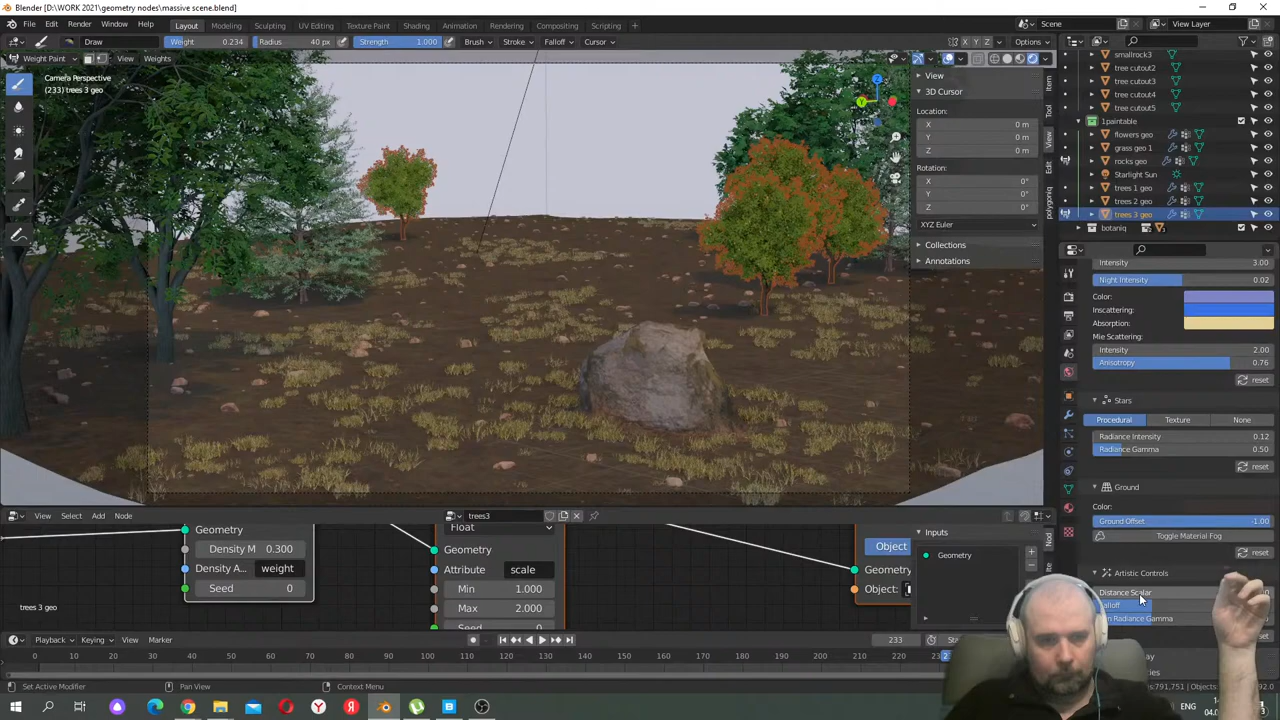 Blender [D:\WORK 2021\geometry nodes\massive scene.blend]
File Edit Render Window Help Layout Modeling Sculpting UV Editing Texture Paint Shading Animation Rendering Compositing Scripting Scene View Layer
Draw Weight 0.234 Radius 40 px Strength 1.000 Brush Stroke Falloff Cursor X Y Z Options
Weight Paint View Weights
Camera Perspective
(233) trees 3 geo
View
3D Cursor
Location:
X 0 m
Y 0 m
Z 0 m
Rotation:
X 0°
Y 0°
Z 0°
XYZ Euler
Collections
Annotations
Item
Tool
View
Edit
polygoniq
smallrock3
tree cutout2
tree cutout3
tree cutout4
tree cutout5
1paintable
flowers geo
grass geo 1
rocks geo
Starlight Sun
trees 1 geo
trees 2 geo
trees 3 geo
botaniq
Intensity 3.00
Night Intensity 0.02
Color:
Inscattering:
Absorption:
Mie Scattering:
Intensity 2.00
Anisotropy 0.76
reset
Stars
Procedural Texture None
Radiance Intensity 0.12
Radiance Gamma 0.50
reset
Ground
Color:
Ground Offset -1.00
Toggle Material Fog
reset
Artistic Controls
Distance Scalar
alloff
n Radiance Gamma
View Select Add Node trees3
Geometry
Density M 0.300
Density A... weight
Seed 0
Float
Geometry
Attribute scale
Min 1.000
Max 2.000
Object
Geometry
Object:
Inputs
Geometry
Nod
trees 3 geo
Playback Keying View Marker 233
0 10 20 30 40 50 60 70 80 90 100 110 120 130 140 150 160 170 180 190 200 210 220
Set Active Modifier Pan View Context Menu
ENG